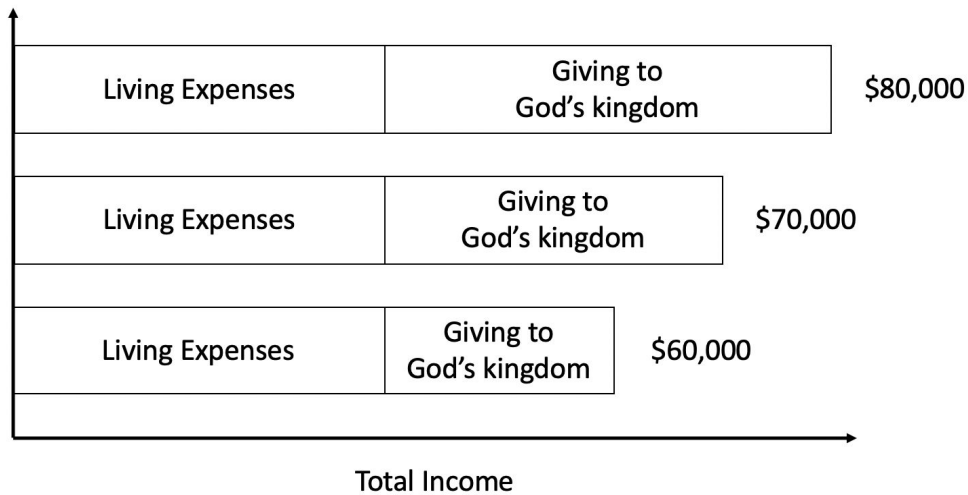 Living Expenses
Giving to
God's kingdom
$80,000
Living Expenses
Giving to
God's kingdom
$70,000
Living Expenses
Giving to
God's kingdom
$60,000
Total Income